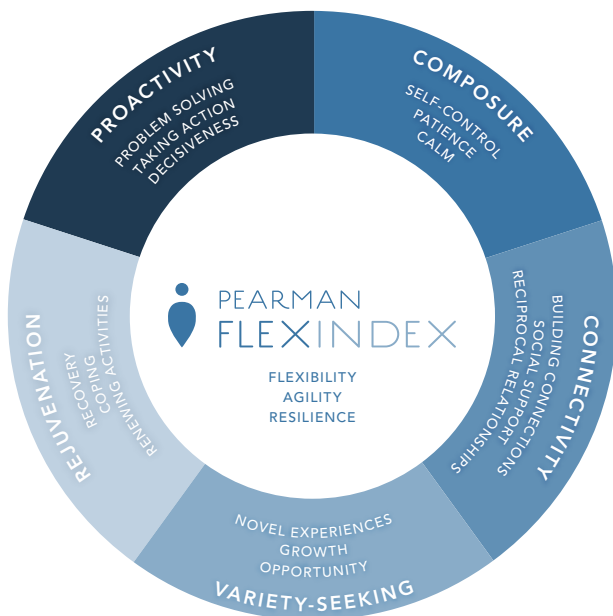 PROACTIVITY
PROBLEM SOLVING
TAKING ACTION
DECISIVENESS
COMPOSURE
SELF-CONTROL
PATIENCE
CALM
CONNECTIVITY
BUILDING CONNECTIONS
SOCIAL SUPPORT
RECIPROCAL RELATIONSHIPS
NOVEL EXPERIENCES
GROWTH
OPPORTUNITY
VARIETY-SEEKING
REJUVENATION
RECOVERY
COPING
RENEWING ACTIVITIES
PEARMAN
FLEXINDEX
FLEXIBILITY
AGILITY
RESILIENCE